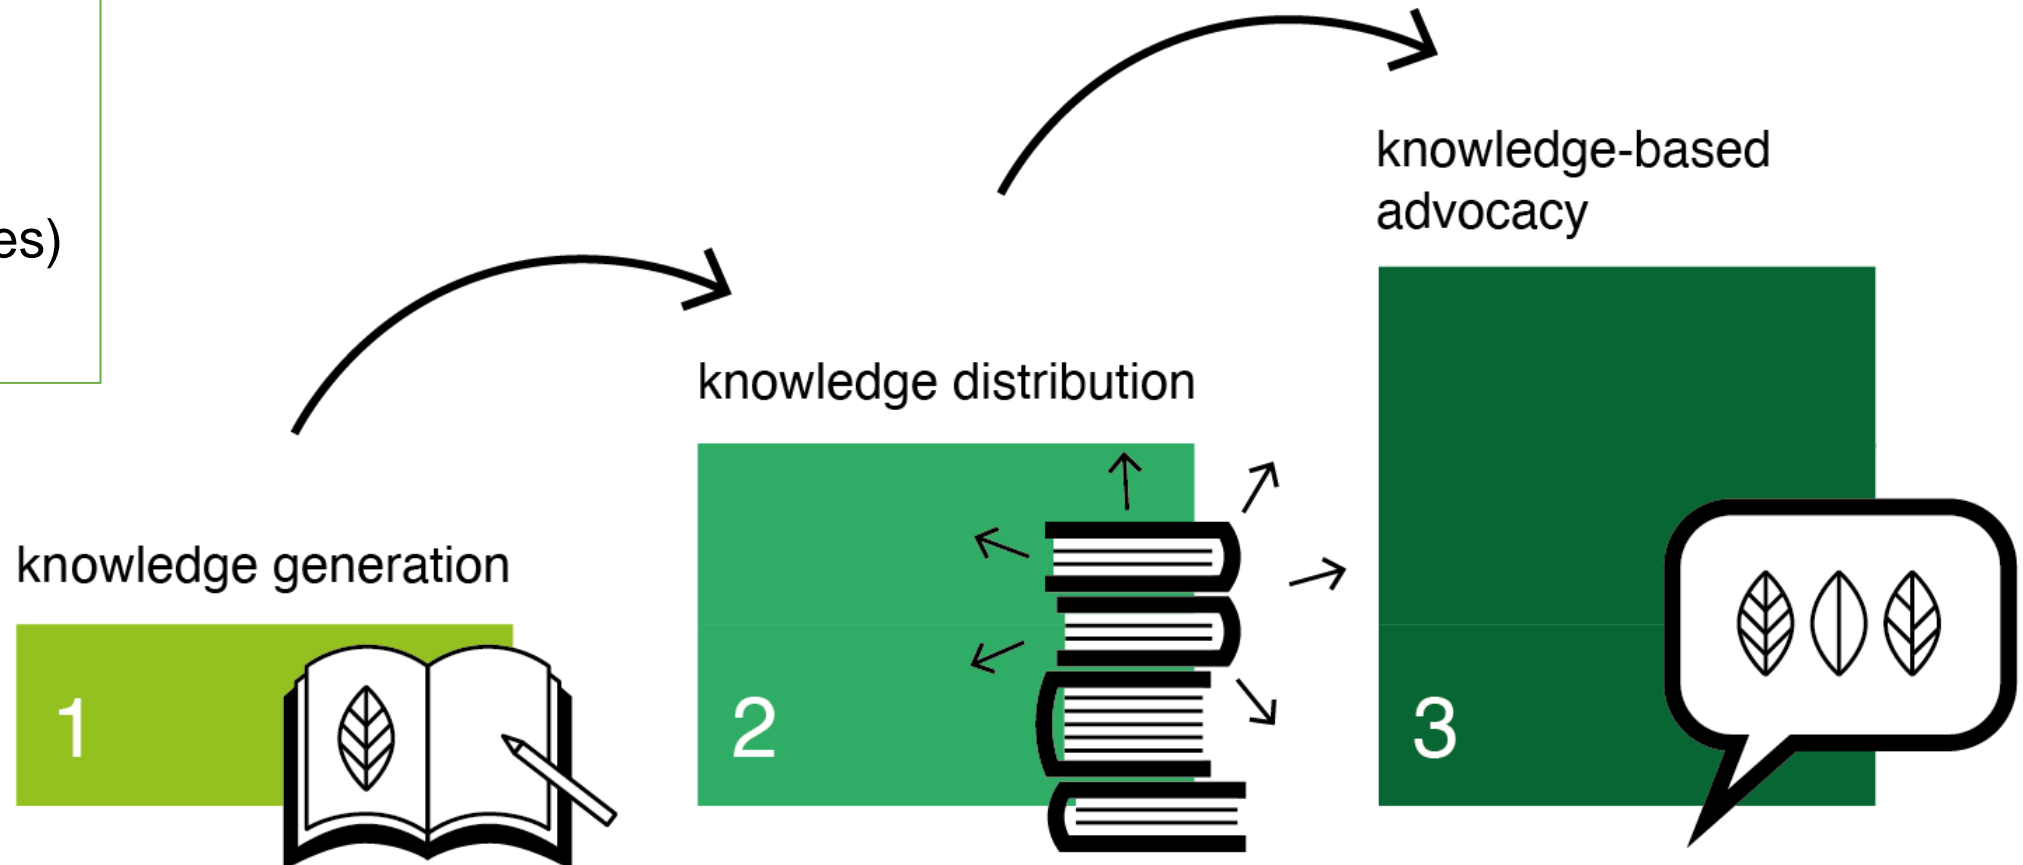 es)
knowledge-based
advocacy
knowledge distribution
knowledge generation
1
2
3